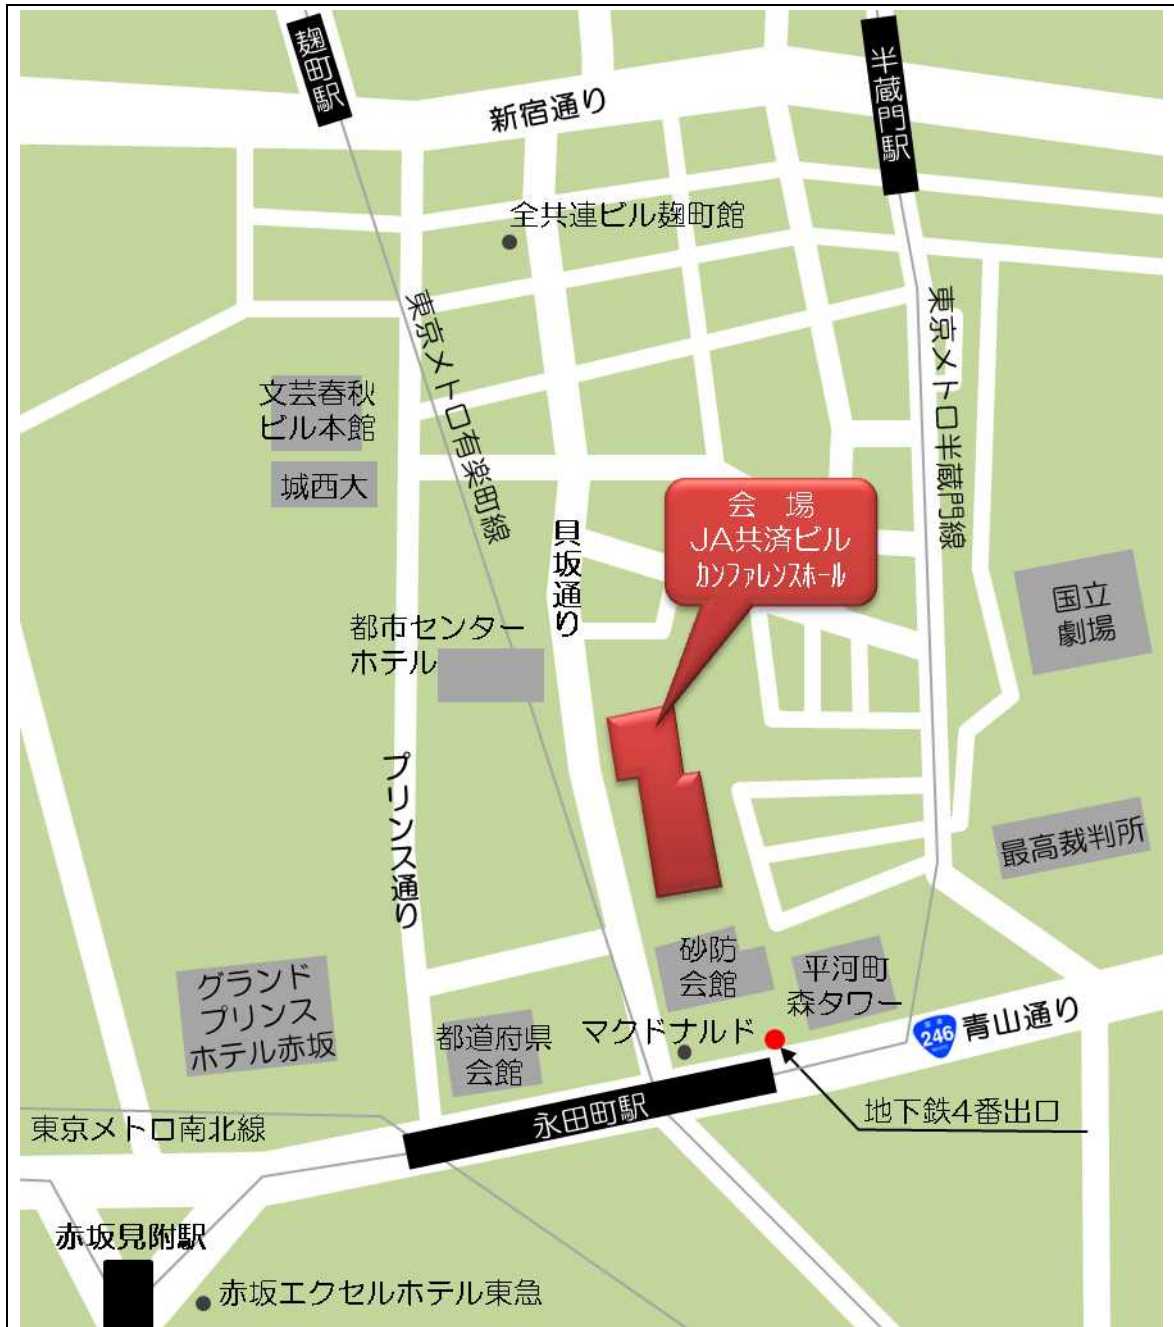 麹町駅
半蔵門駅
新宿通り
全共連ビル麹町館
東京メトロ有楽町線
東京メトロ半蔵門線
文芸春秋
ビル本館
城西大
会 場
JA共済ビル
カンファレンスホール
貝坂通り
国立
劇場
都市センター
ホテル
プリンス通り
最高裁判所
砂防
会館
平河町
森タワー
グランド
プリンス
ホテル赤坂
都道府県
会館
マクドナルド
246
青山通り
永田町駅
地下鉄4番出口
東京メトロ南北線
赤坂見附駅
赤坂エクセルホテル東急